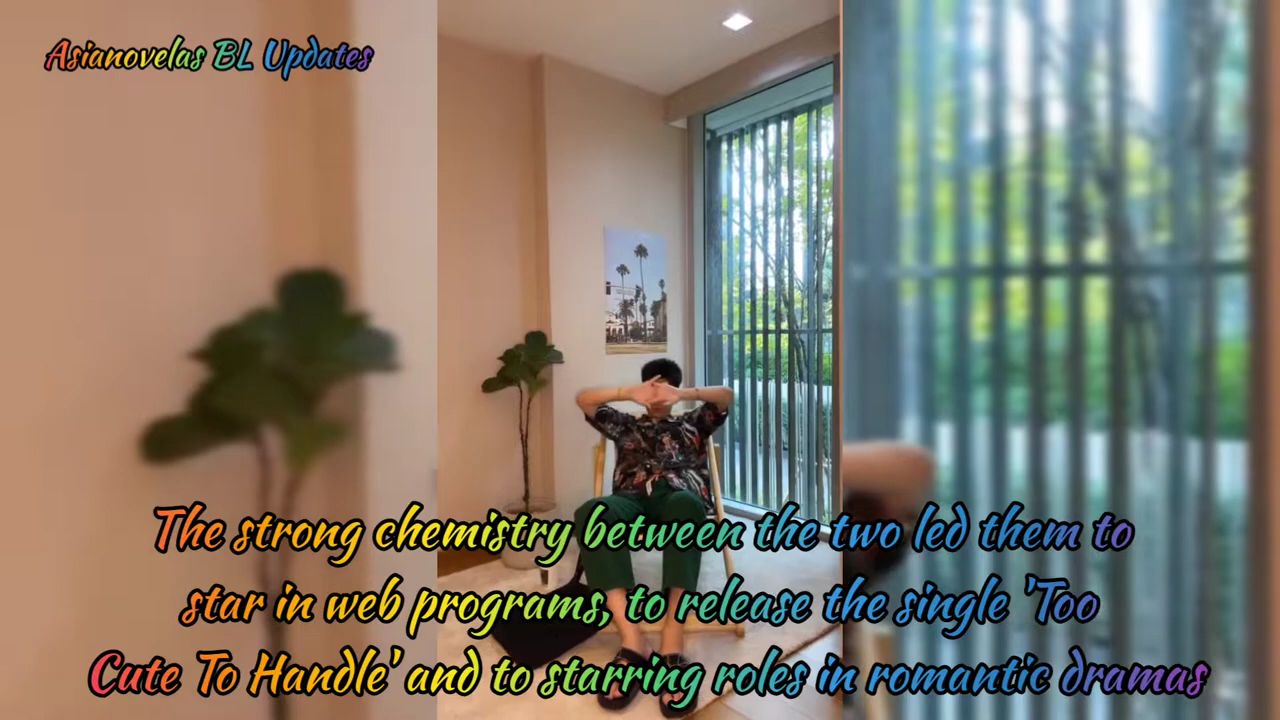 Asianovelas BL Updates
The strong chemistry between the two led them to
star in web programs, to release the single 'Too
Cute To Handle' and to starring roles in romantic dramas